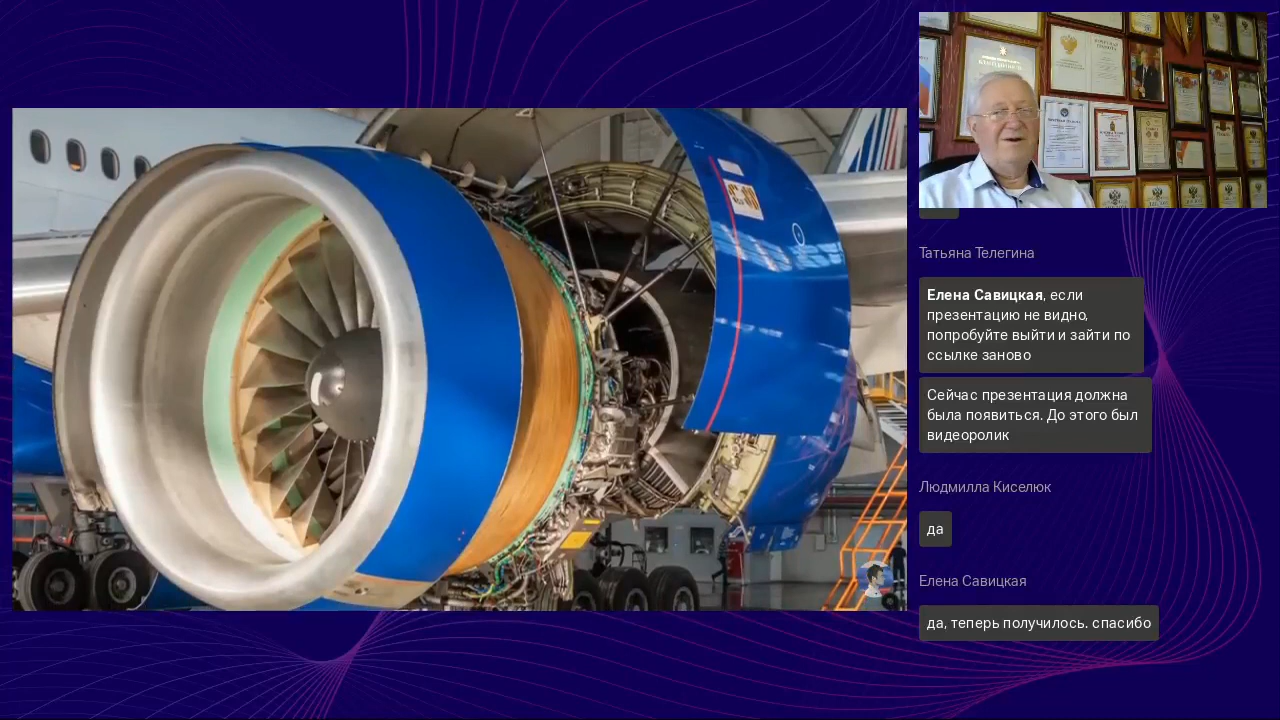 Татьяна Телегина
Елена Савицкая, если
презентацию не видно,
попробуйте выйти и зайти по
ссылке заново
Сейчас презентация должна
была появиться. До этого был
видеоролик
Людмилла Киселюк
да
Елена Савицкая
да, теперь получилось. спасибо